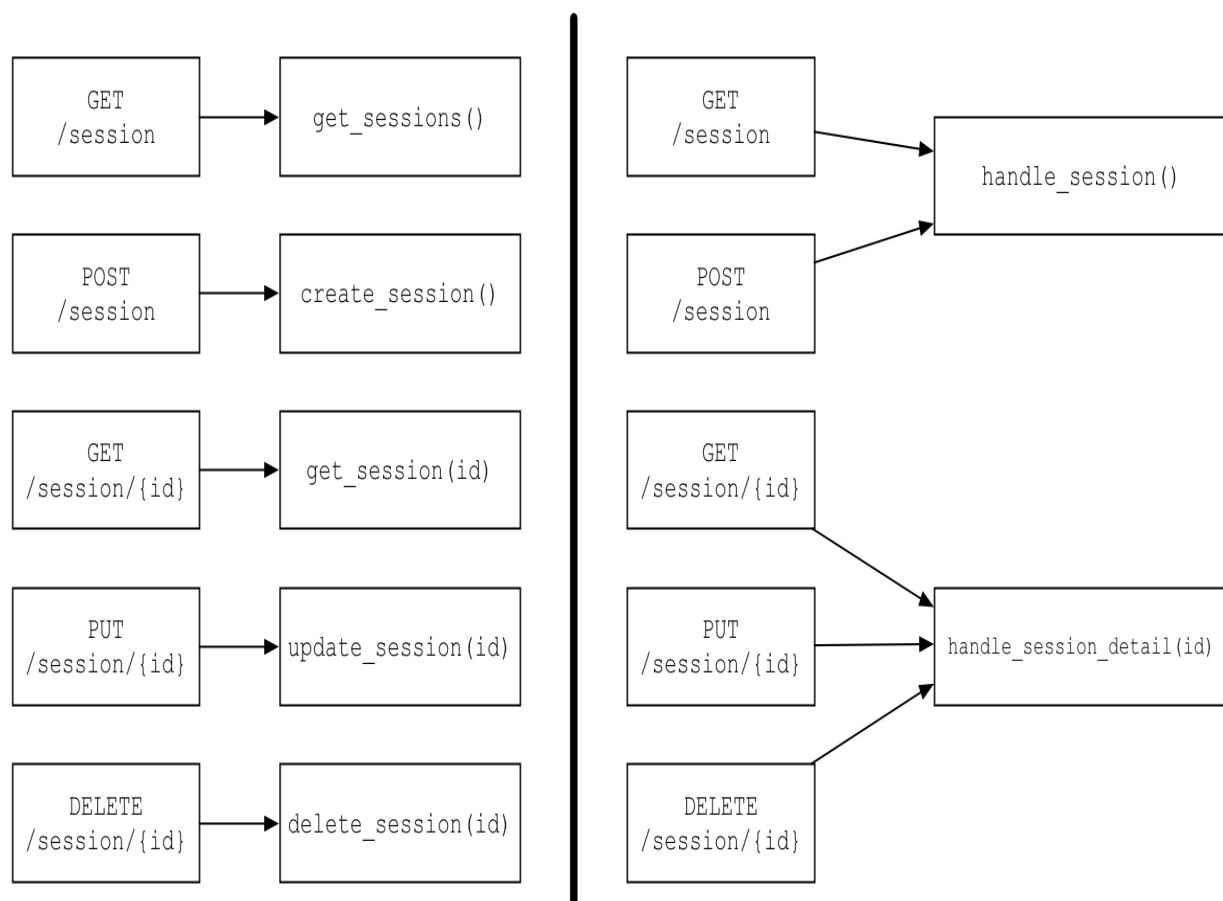 GET
/session
get_sessions()
POST
/session
create_session()
GET
/session/{id}
get_session(id)
PUT
/session/{id}
update_session(id)
DELETE
/session/{id}
delete_session(id)
GET
/session
handle_session()
POST
/session
GET
/session/{id}
PUT
/session/{id}
handle_session_detail(id)
DELETE
/session/{id}